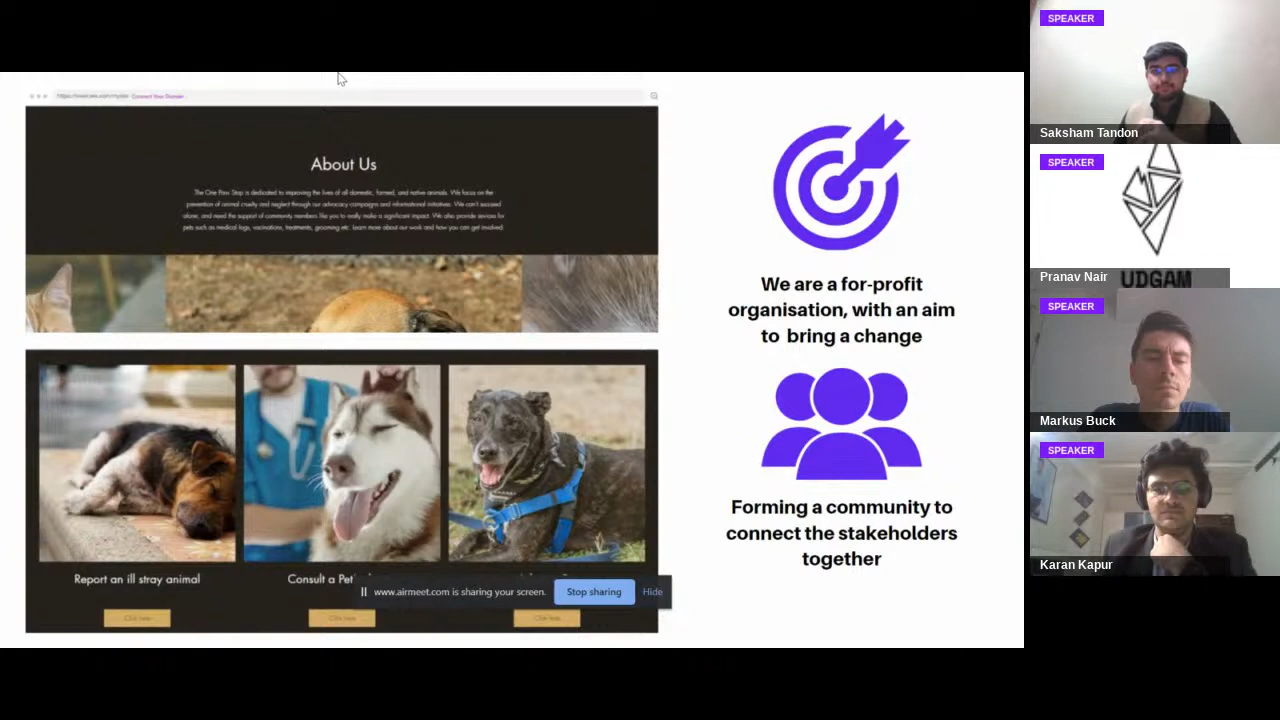 Connect Your Domain
About Us
The One Paw Stop is dedicated to improving the lives of all domestic, farmed, and native animals. We focus on the
prevention of animal cruelty and neglect through our advocacy campaigns and informational initiatives. We can't succeed
alone, and need the support of community members like you to really make a significant impact. We also provide services for
pets such as medical logs, vaccinations, treatments, grooming etc. Learn more about our work and how you can get involved.
Report an ill stray animal
Consult a Pet
Click here
Click here
Click here
www.airmeet.com is sharing your screen.
Stop sharing
Hide
We are a for-profit
organisation, with an aim
to bring a change
Forming a community to
connect the stakeholders
together
SPEAKER
Saksham Tandon
SPEAKER
UDGAM
Pranav Nair
SPEAKER
Markus Buck
SPEAKER
Karan Kapur